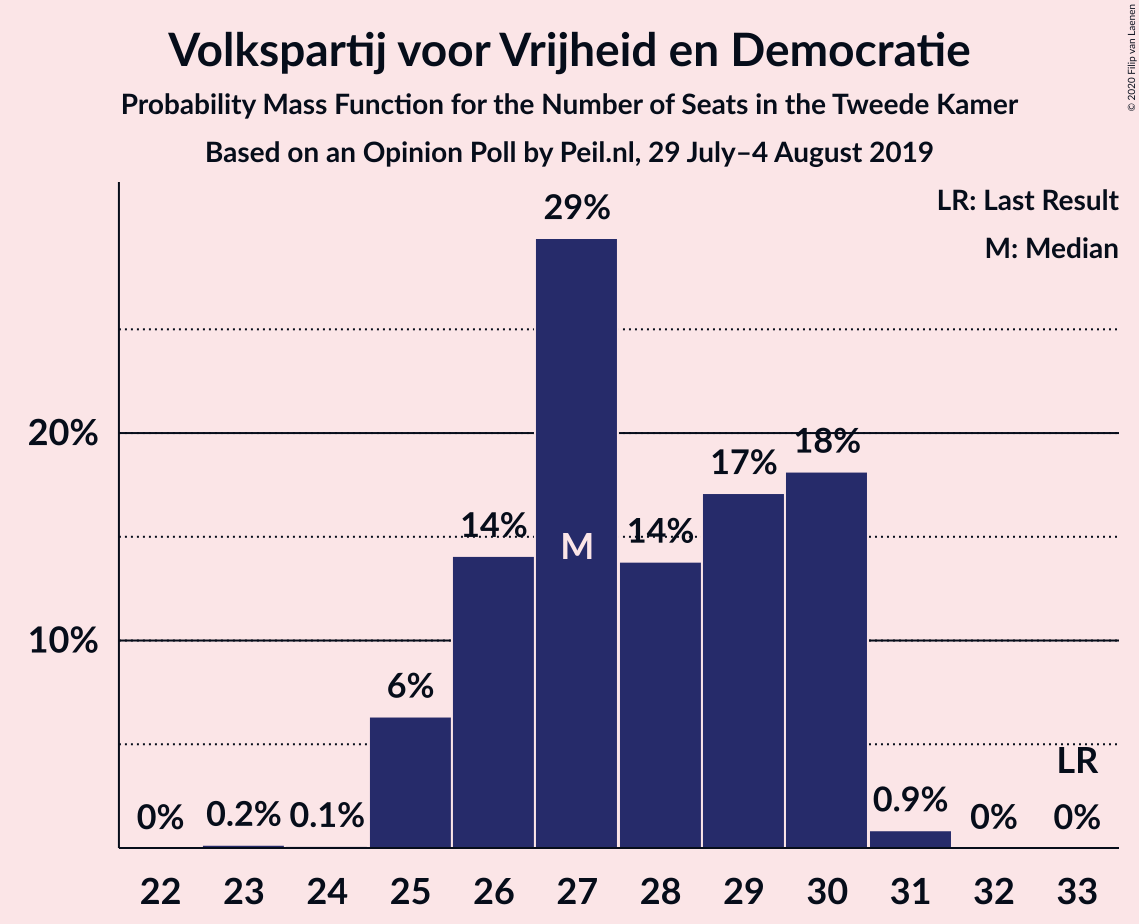 Volkspartij voor Vrijheid en Democratie
Probability Mass Function for the Number of Seats in the Tweede Kamer
Based on an Opinion Poll by Peil.nl, 29 July–4 August 2019
© 2020 Filip van Laenen
LR: Last Result
M: Median
29%
20%
18%
17%
14%
14%
M
10%
6%
LR
0% 0.2% 0.1% 0.9% 0% 0%
22 23 24 25 26 27 28 29 30 31 32 33